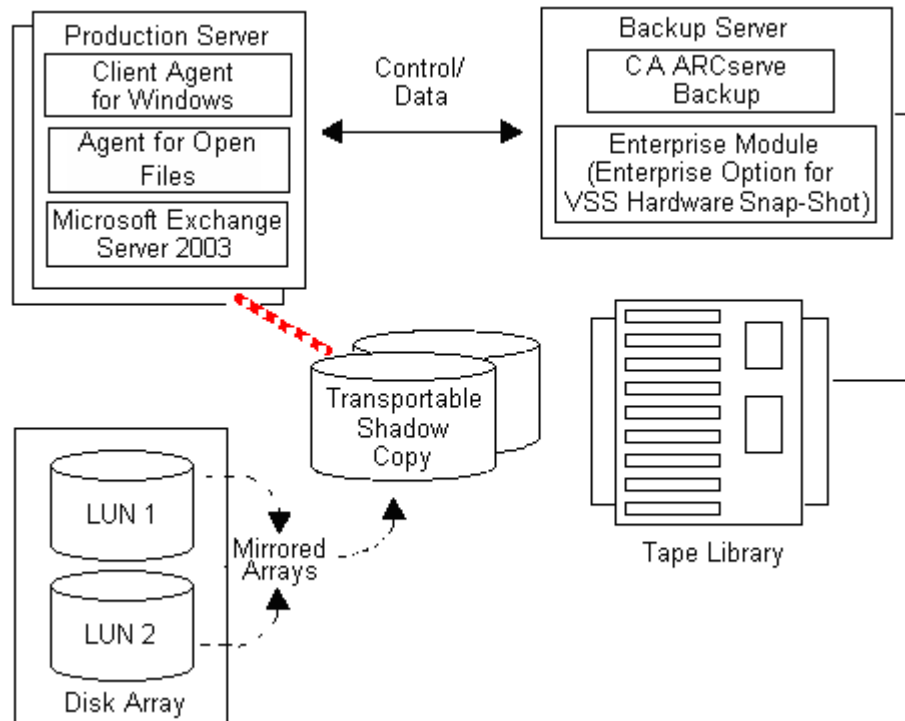 Production Server
Client Agent
for Windows
Agent for Open
Files
Microsoft Exchange
Server 2003
Control/
Data
Backup Server
CA ARCserve
Backup
Enterprise Module
(Enterprise Option for
VSS Hardware Snap-Shot)
Transportable
Shadow
Copy
LUN 1
LUN 2
Mirrored
Arrays
Disk Array
Tape Library